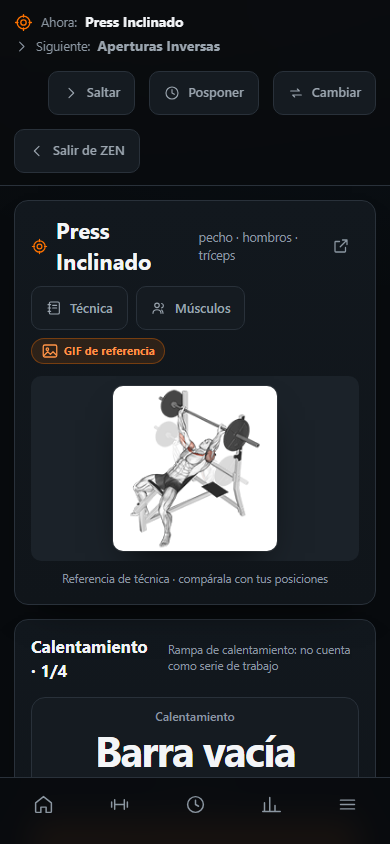 Ahora: Press Inclinado
Siguiente: Aperturas Inversas
Saltar
Posponer
Cambiar
Salir de ZEN
Press
Inclinado
pecho · hombros ·
tríceps
Técnica
Músculos
GIF de referencia
Referencia de técnica · compárala con tus posiciones
Calentamiento
· 1/4
Rampa de calentamiento: no cuenta
como serie de trabajo
Calentamiento
Barra vacía